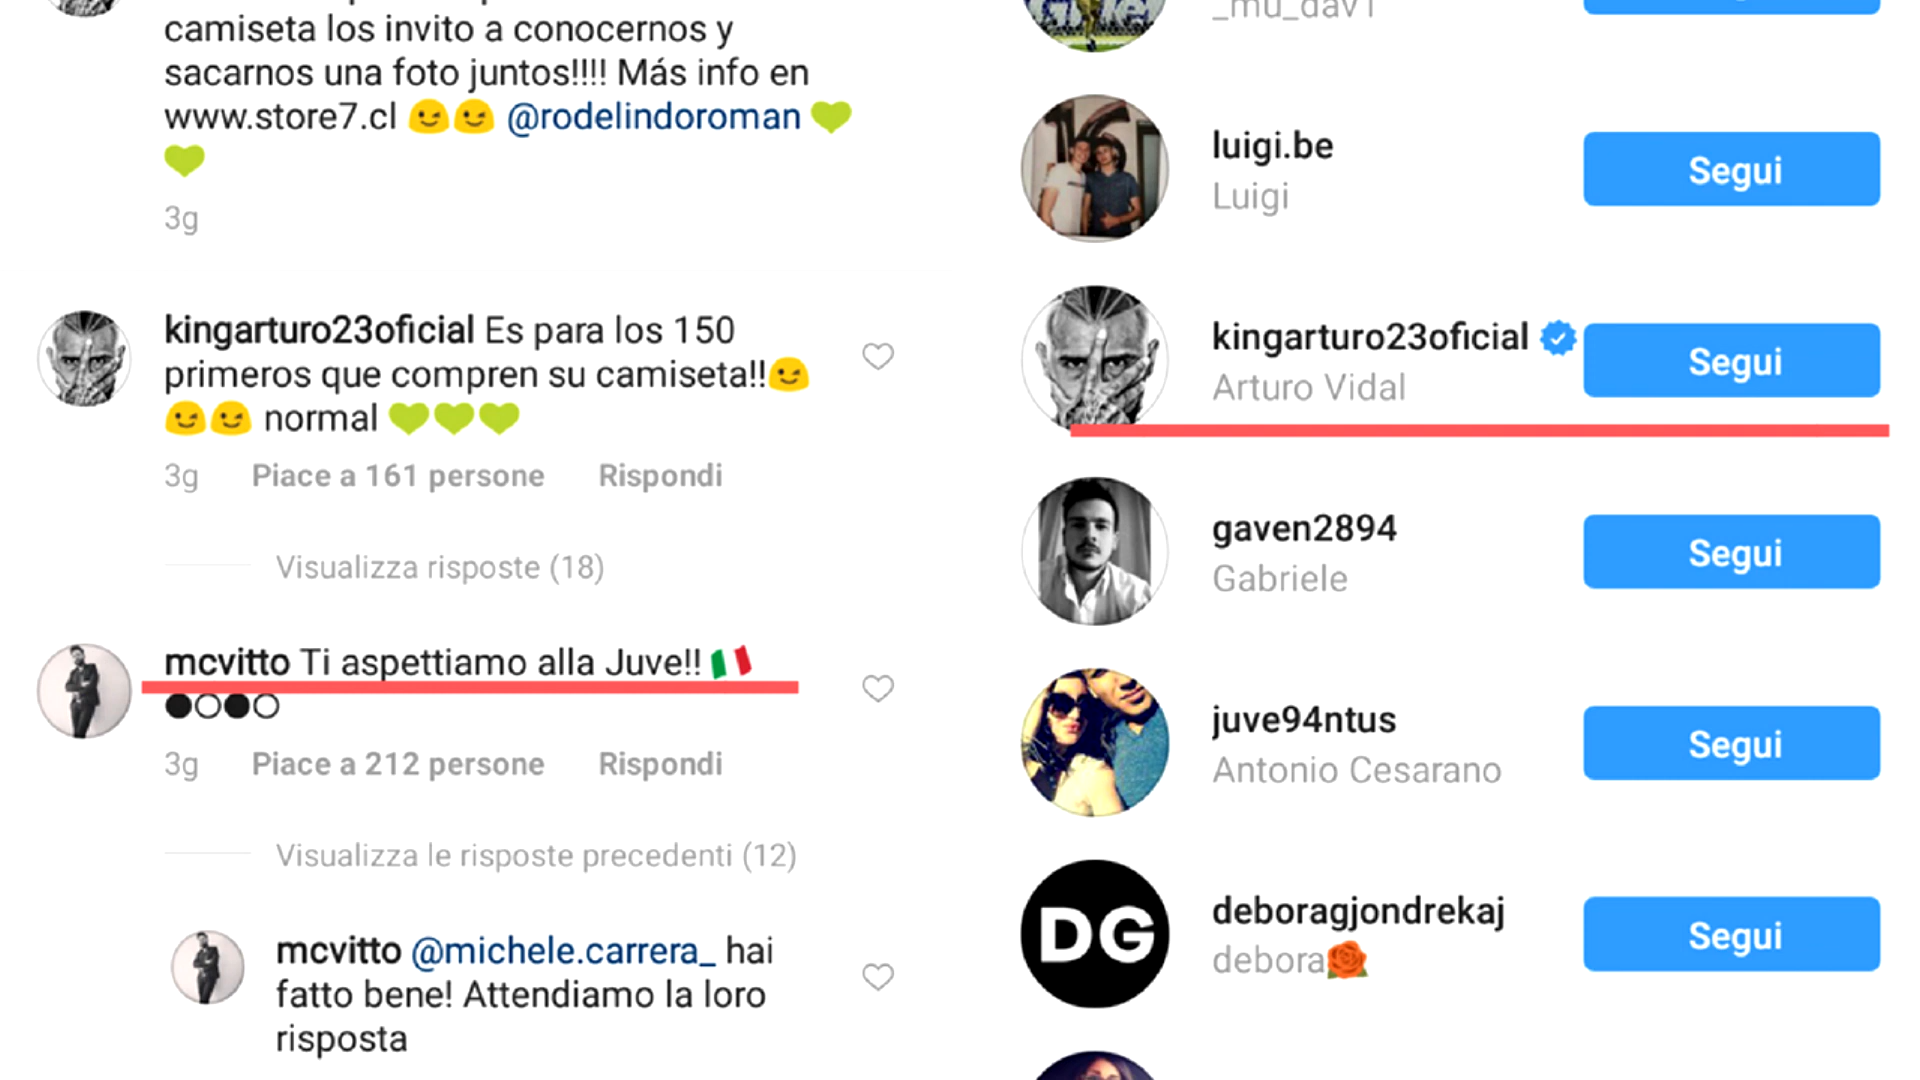 camiseta los invito a conocernos y
sacarnos una foto juntos!!!! Más info en
www.store7.cl 😉😉 @rodelindoroman 💚
💚
3g
kingarturo23oficial Es para los 150
primeros que compren su camiseta!!😉
😉😉 normal 💚💚💚
3g Piace a 161 persone Rispondi
Visualizza risposte (18)
mcvitto Ti aspettiamo alla Juve!! 🇮🇹
⚫⚪⚫⚪
3g Piace a 212 persone Rispondi
Visualizza le risposte precedenti (12)
mcvitto @michele.carrera_ hai
fatto bene! Attendiamo la loro
risposta
luigi.be
Luigi
Segui
kingarturo23oficial
Arturo Vidal
Segui
gaven2894
Gabriele
Segui
juve94ntus
Antonio Cesarano
Segui
DG
deboragjondrekaj
debora🌹
Segui